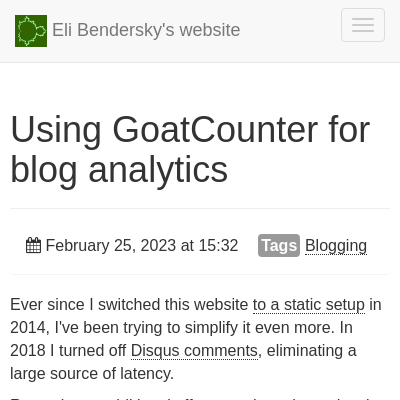 Eli Bendersky's website
Using GoatCounter for
blog analytics
February 25, 2023 at 15:32 Tags Blogging
Ever since I switched this website to a static setup in
2014, I've been trying to simplify it even more. In
2018 I turned off Disqus comments, eliminating a
large source of latency.